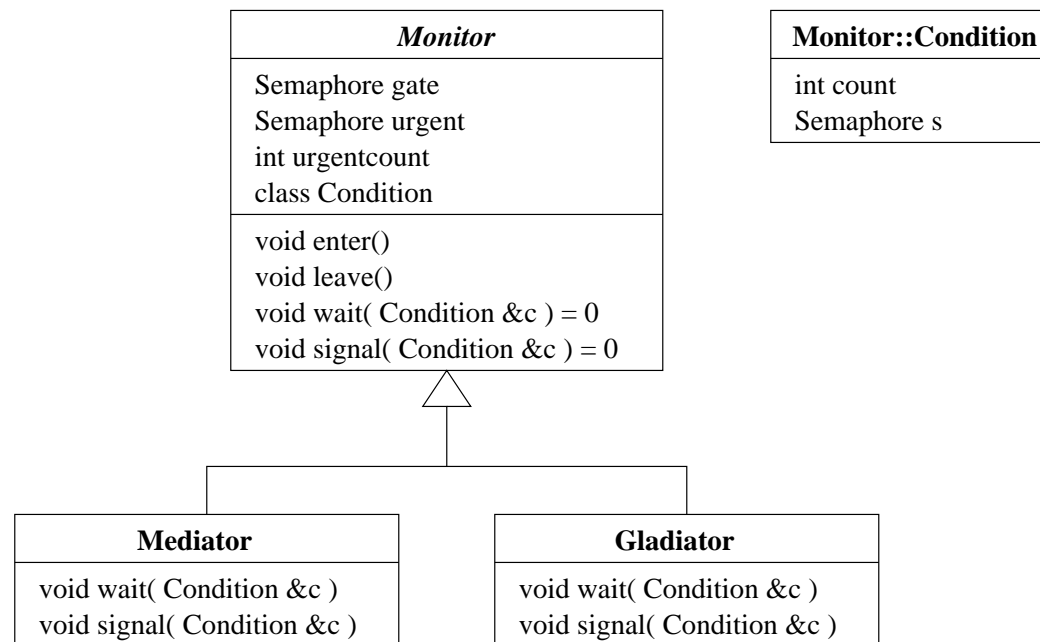 Monitor
Semaphore gate
Semaphore urgent
int urgentcount
class Condition
void enter()
void leave()
void wait( Condition &c ) = 0
void signal( Condition &c ) = 0
Monitor::Condition
int count
Semaphore s
Mediator
void wait( Condition &c )
void signal( Condition &c )
Gladiator
void wait( Condition &c )
void signal( Condition &c )